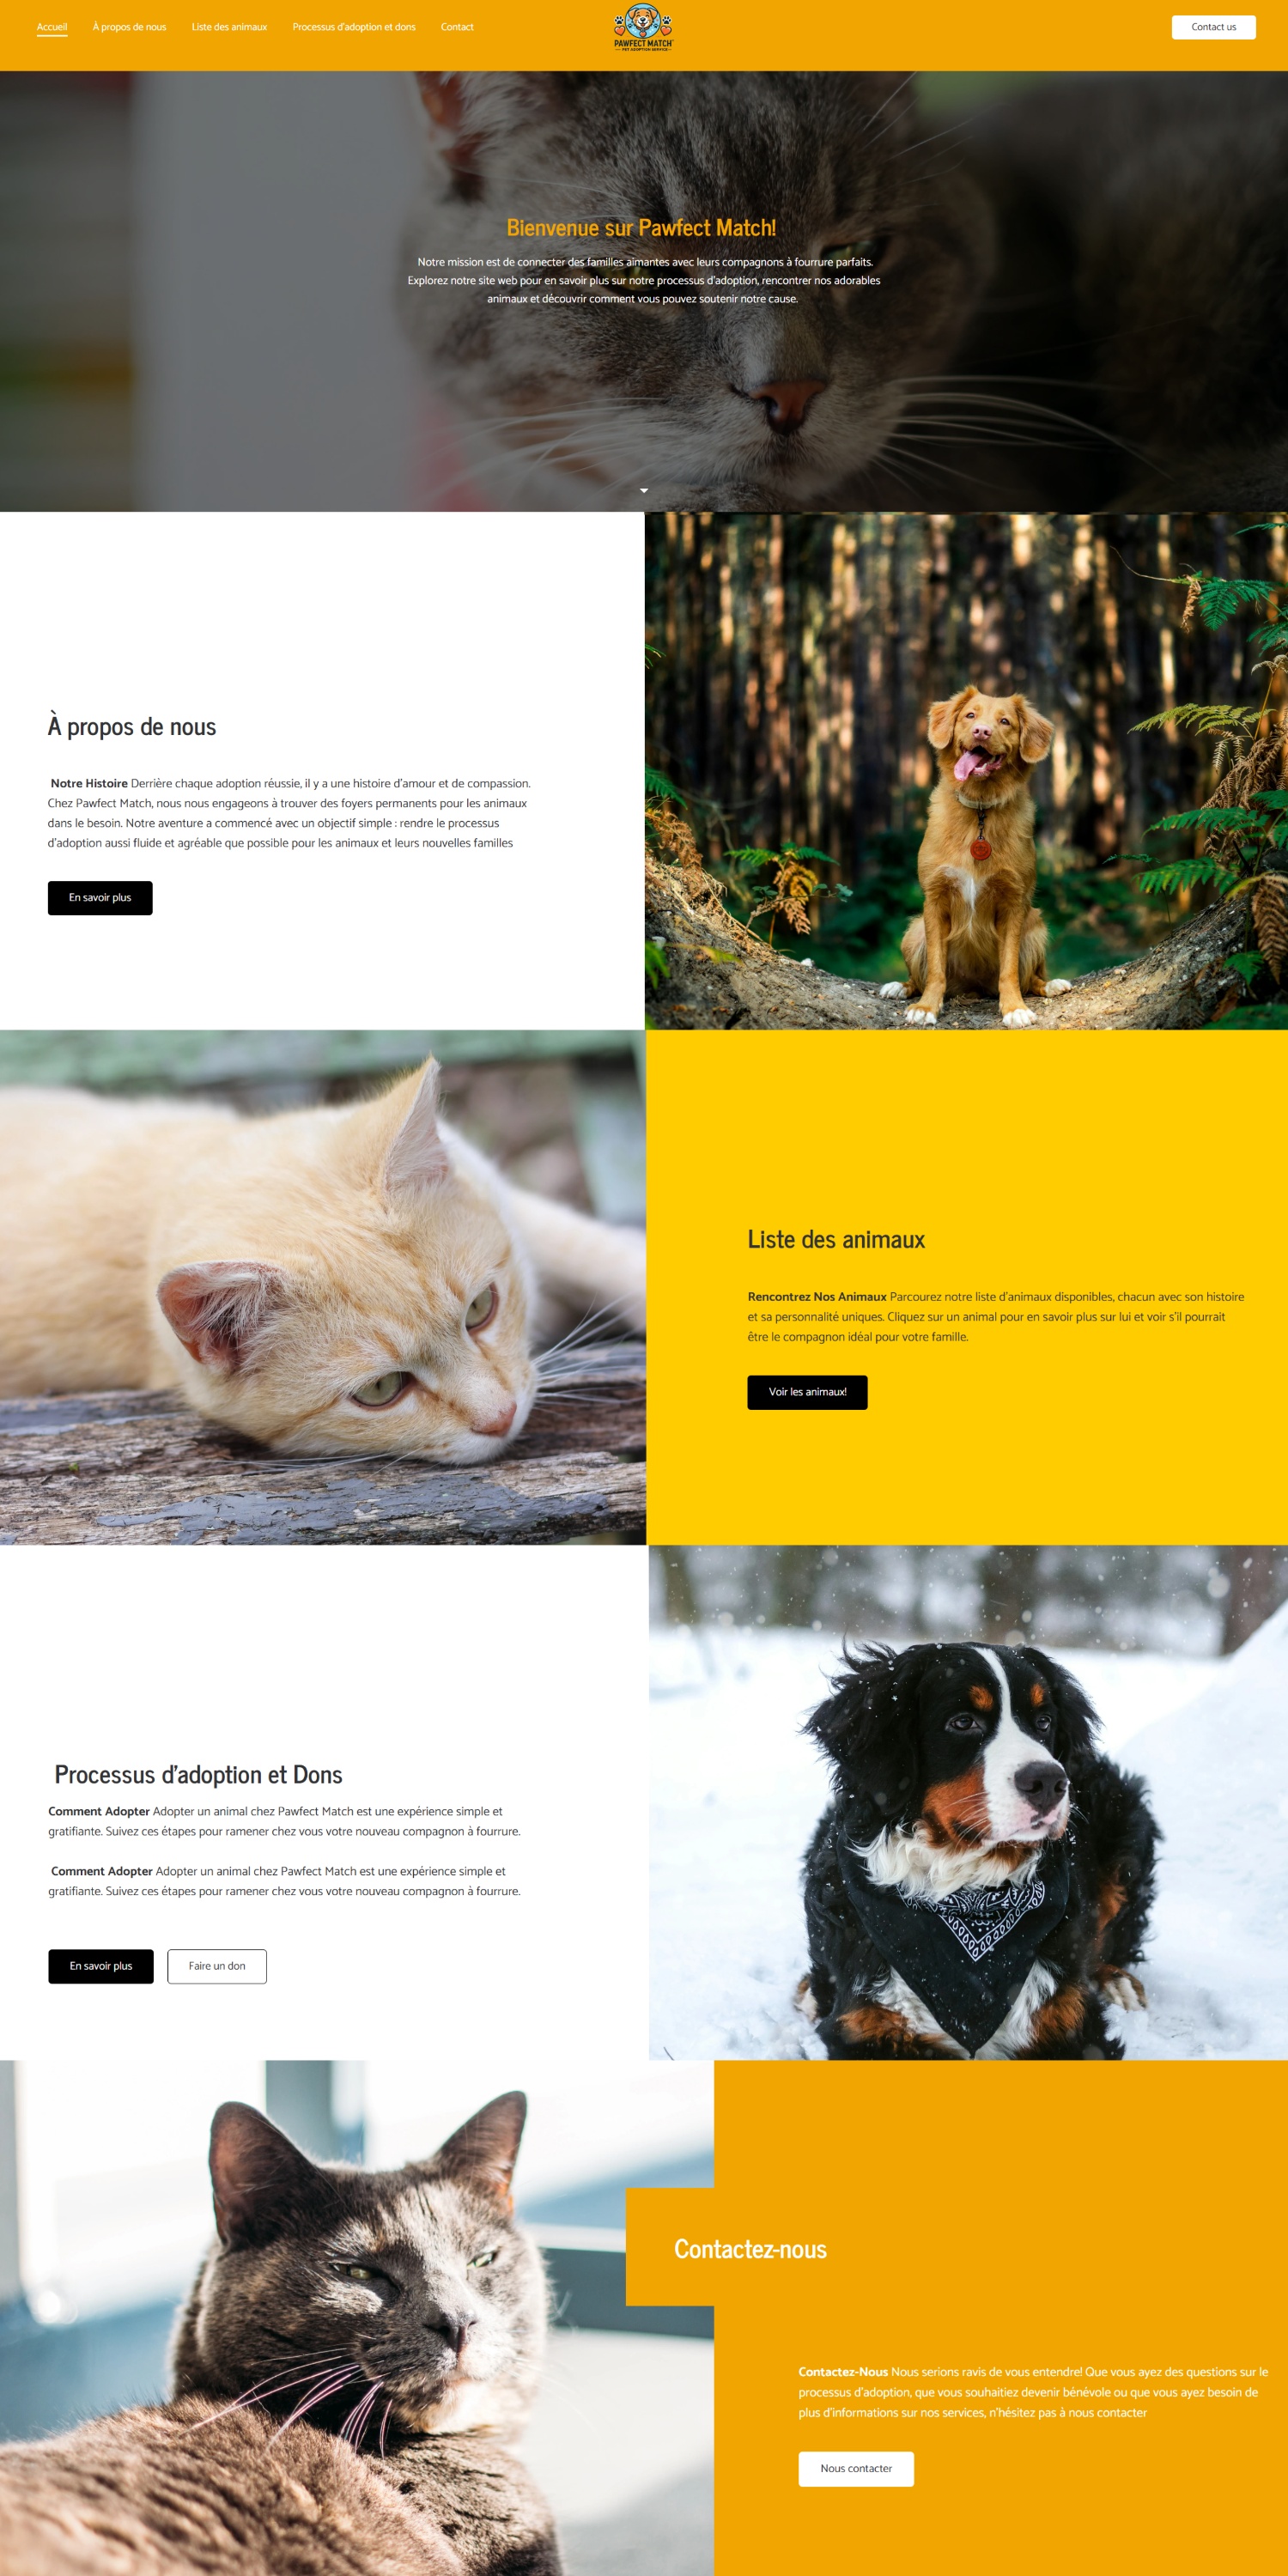 Accueil
À propos de nous
Liste des animaux
Processus d'adoption et dons
Contact
PAWFECT MATCH
PET ADOPTION SERVICE
Contact us
Bienvenue sur Pawfect Match!
Notre mission est de connecter des familles aimantes avec leurs compagnons à fourrure parfaits.
Explorez notre site web pour en savoir plus sur notre processus d'adoption, rencontrer nos adorables
animaux et découvrir comment vous pouvez soutenir notre cause.
À propos de nous
Notre Histoire Derrière chaque adoption réussie, il y a une histoire d'amour et de compassion.
Chez Pawfect Match, nous nous engageons à trouver des foyers permanents pour les animaux
dans le besoin. Notre aventure a commencé avec un objectif simple : rendre le processus
d'adoption aussi fluide et agréable que possible pour les animaux et leurs nouvelles familles
En savoir plus
Liste des animaux
Rencontrez Nos Animaux Parcourez notre liste d'animaux disponibles, chacun avec son histoire
et sa personnalité uniques. Cliquez sur un animal pour en savoir plus sur lui et voir s'il pourrait
être le compagnon idéal pour votre famille.
Voir les animaux!
Processus d'adoption et Dons
Comment Adopter Adopter un animal chez Pawfect Match est une expérience simple et
gratifiante. Suivez ces étapes pour ramener chez vous votre nouveau compagnon à fourrure.
Comment Adopter Adopter un animal chez Pawfect Match est une expérience simple et
gratifiante. Suivez ces étapes pour ramener chez vous votre nouveau compagnon à fourrure.
En savoir plus
Faire un don
Contactez-nous
Contactez-Nous Nous serions ravis de vous entendre! Que vous ayez des questions sur le
processus d'adoption, que vous souhaitiez devenir bénévole ou que vous ayez besoin de
plus d'informations sur nos services, n'hésitez pas à nous contacter
Nous contacter